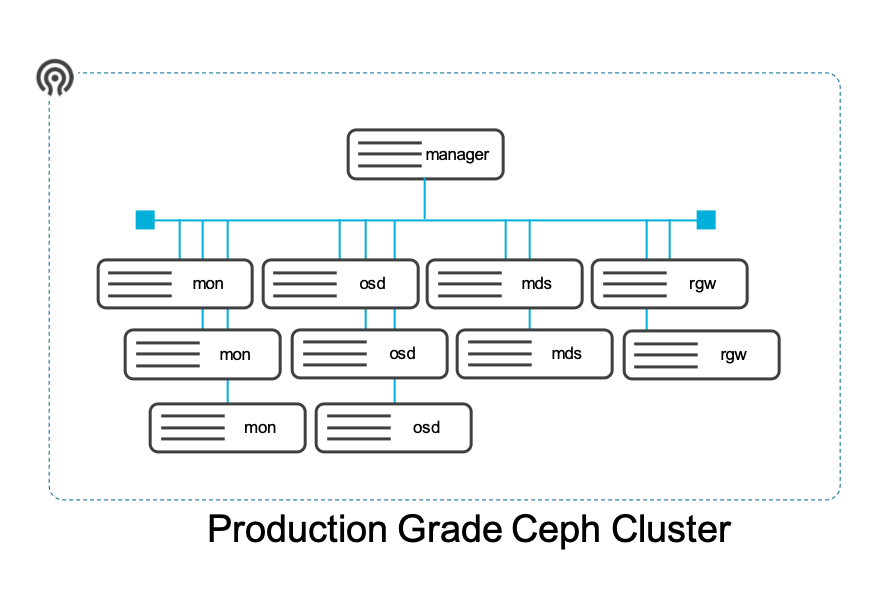 manager
mon
osd
mds
rgw
mon
osd
mds
rgw
mon
osd
Production Grade Ceph Cluster